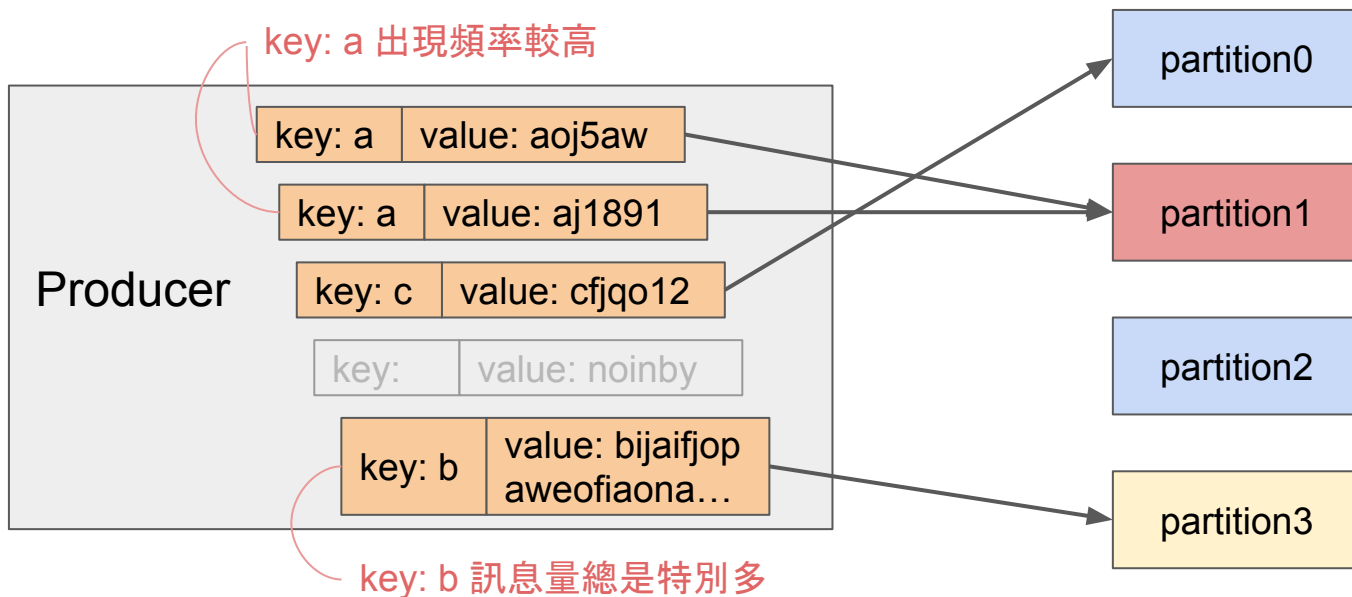 key: a 出現頻率較高
Producer
key: a value: aoj5aw
key: a value: aj1891
key: c value: cfjqo12
key: value: noinby
key: b value: bijaifjop
aweofiaona…
key: b 訊息量總是特別多
partition0
partition1
partition2
partition3